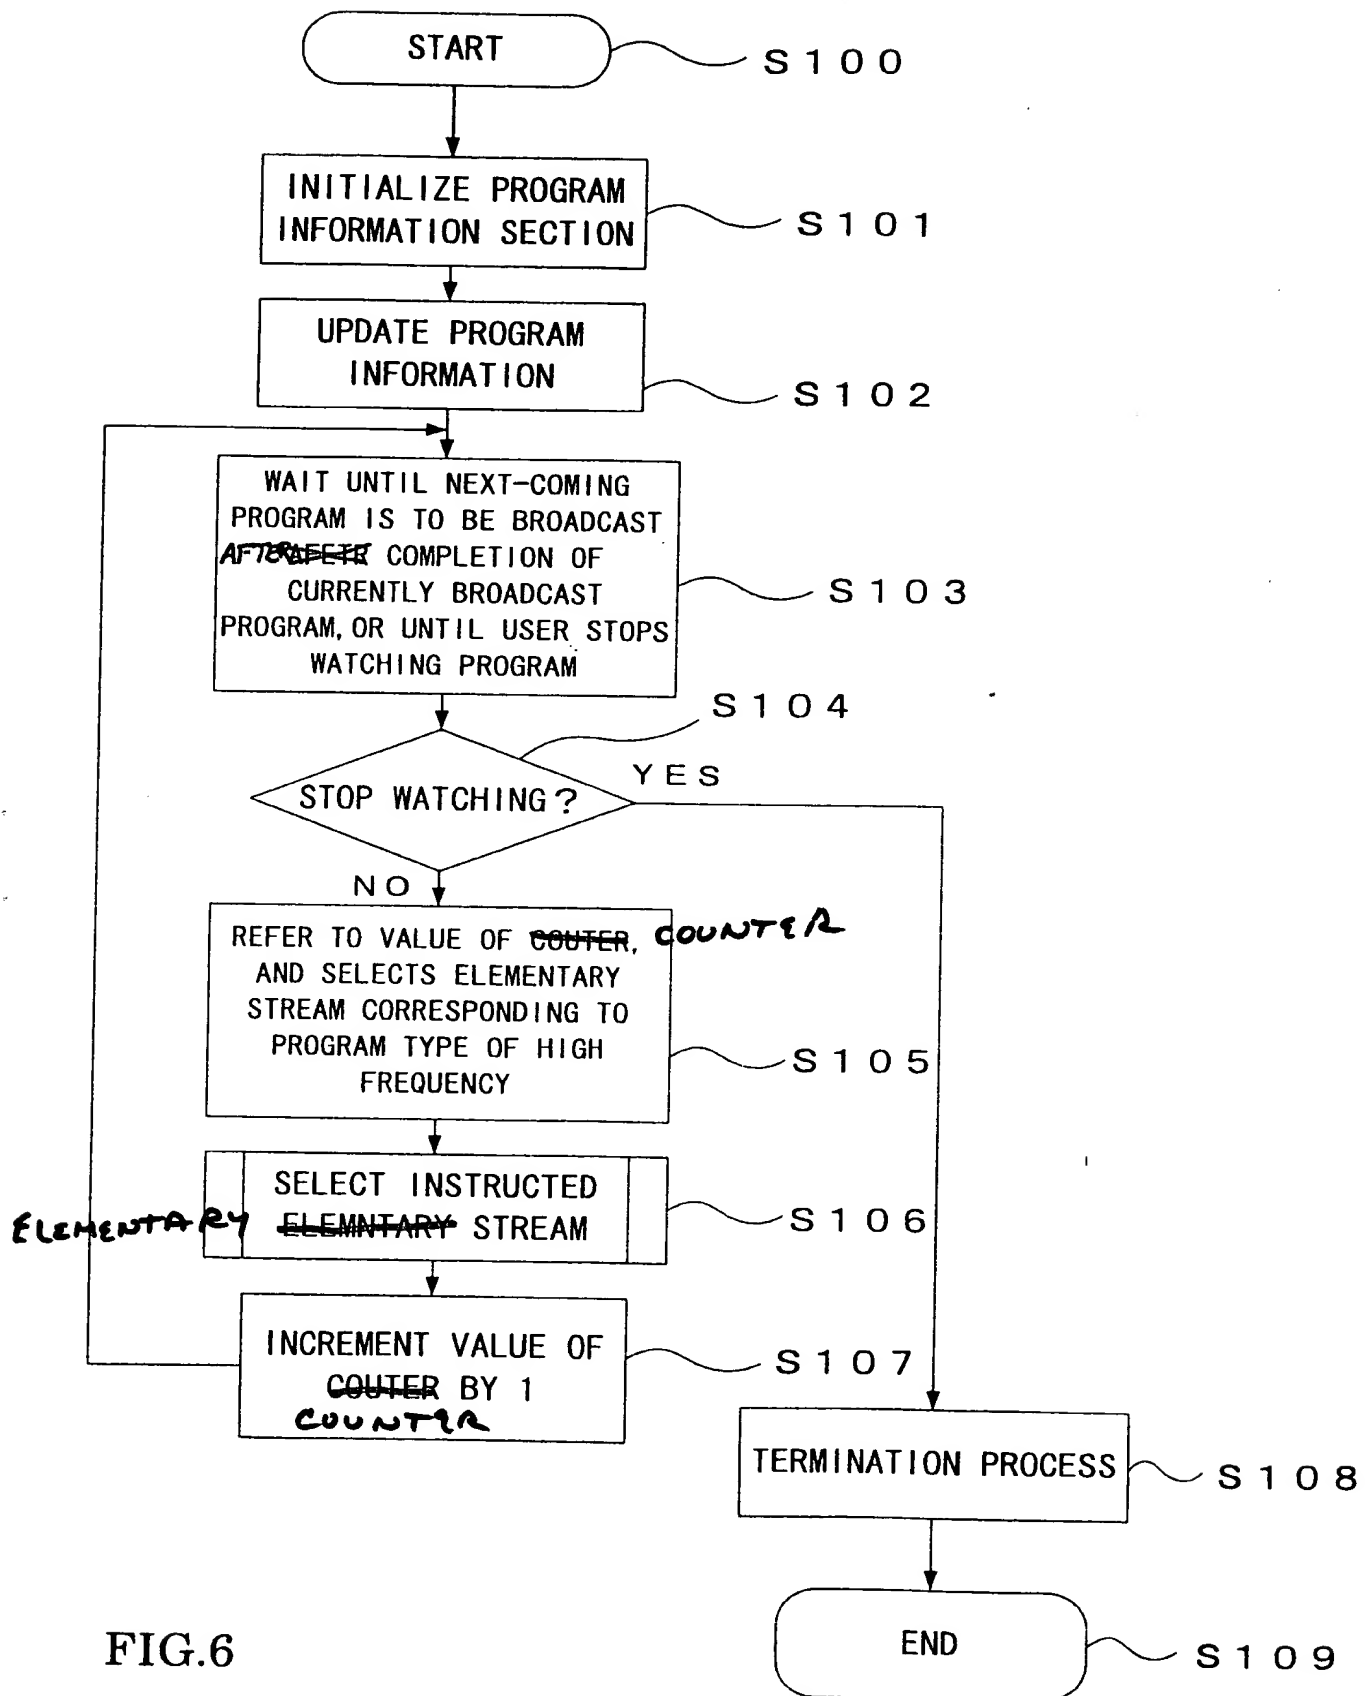 START
S100
INITIALIZE PROGRAM
INFORMATION SECTION
S101
UPDATE PROGRAM
INFORMATION
S102
WAIT UNTIL NEXT-COMING
PROGRAM IS TO BE BROADCAST
AFTER AFETR COMPLETION OF
CURRENTLY BROADCAST
PROGRAM, OR UNTIL USER STOPS
WATCHING PROGRAM
S103
S104
STOP WATCHING?
YES
NO
REFER TO VALUE OF COUTER, COUNTER
AND SELECTS ELEMENTARY
STREAM CORRESPONDING TO
PROGRAM TYPE OF HIGH
FREQUENCY
S105
SELECT INSTRUCTED
ELEMENTARY ELEMNTARY STREAM
S106
INCREMENT VALUE OF
COUTER BY 1
COUNTER
S107
TERMINATION PROCESS
S108
END
S109
FIG.6